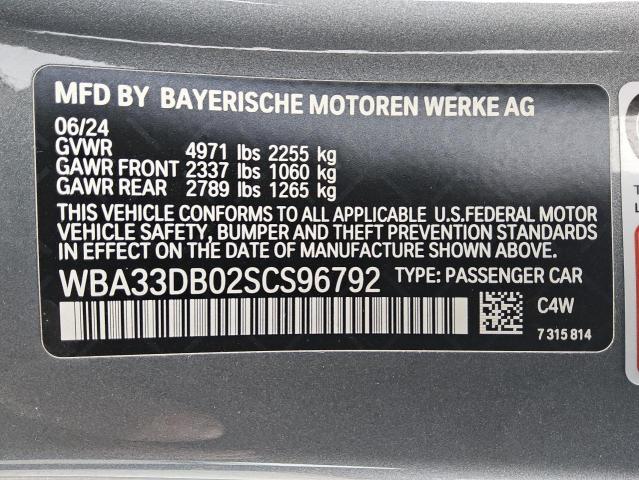 MFD BY BAYERISCHE MOTOREN WERKE AG
06/24
GVWR 4971 lbs 2255 kg
GAWR FRONT 2337 lbs 1060 kg
GAWR REAR 2789 lbs 1265 kg
THIS VEHICLE CONFORMS TO ALL APPLICABLE U.S.FEDERAL MOTOR
VEHICLE SAFETY, BUMPER AND THEFT PREVENTION STANDARDS
IN EFFECT ON THE DATE OF MANUFACTURE SHOWN ABOVE.
WBA33DB02SCS96792 TYPE: PASSENGER CAR
C4W
7 315 814